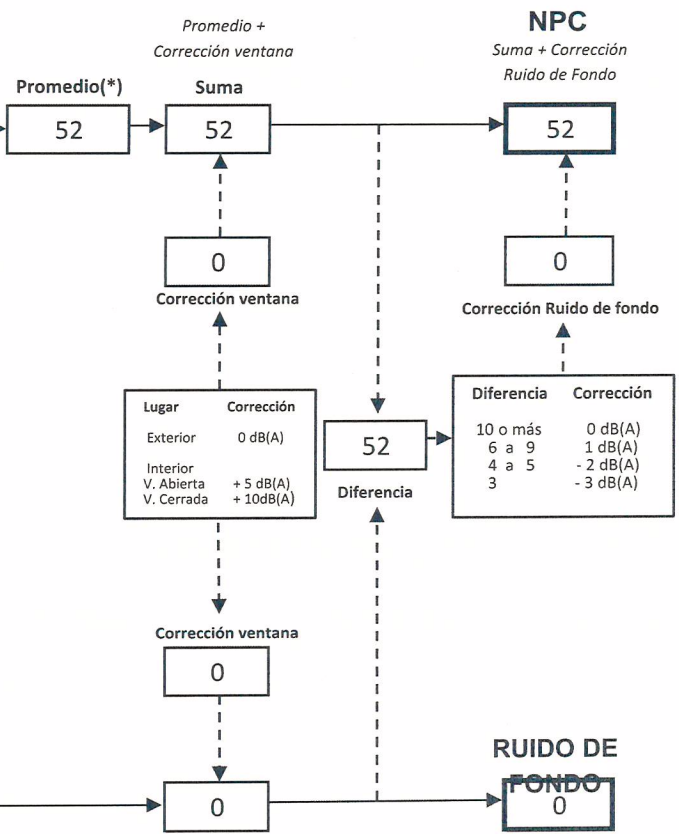 Promedio +
Corrección ventana
NPC
Suma + Corrección
Ruido de Fondo
Promedio(*)
Suma
52
52
52
0
0
Corrección ventana
Corrección Ruido de fondo
Lugar Corrección
Exterior 0 dB(A)
Interior
V. Abierta + 5 dB(A)
V. Cerrada + 10dB(A)
52
Diferencia
Diferencia Corrección
10 o más 0 dB(A)
6 a 9 1 dB(A)
4 a 5 - 2 dB(A)
3 - 3 dB(A)
Corrección ventana
0
RUIDO DE
FONDO
0
0